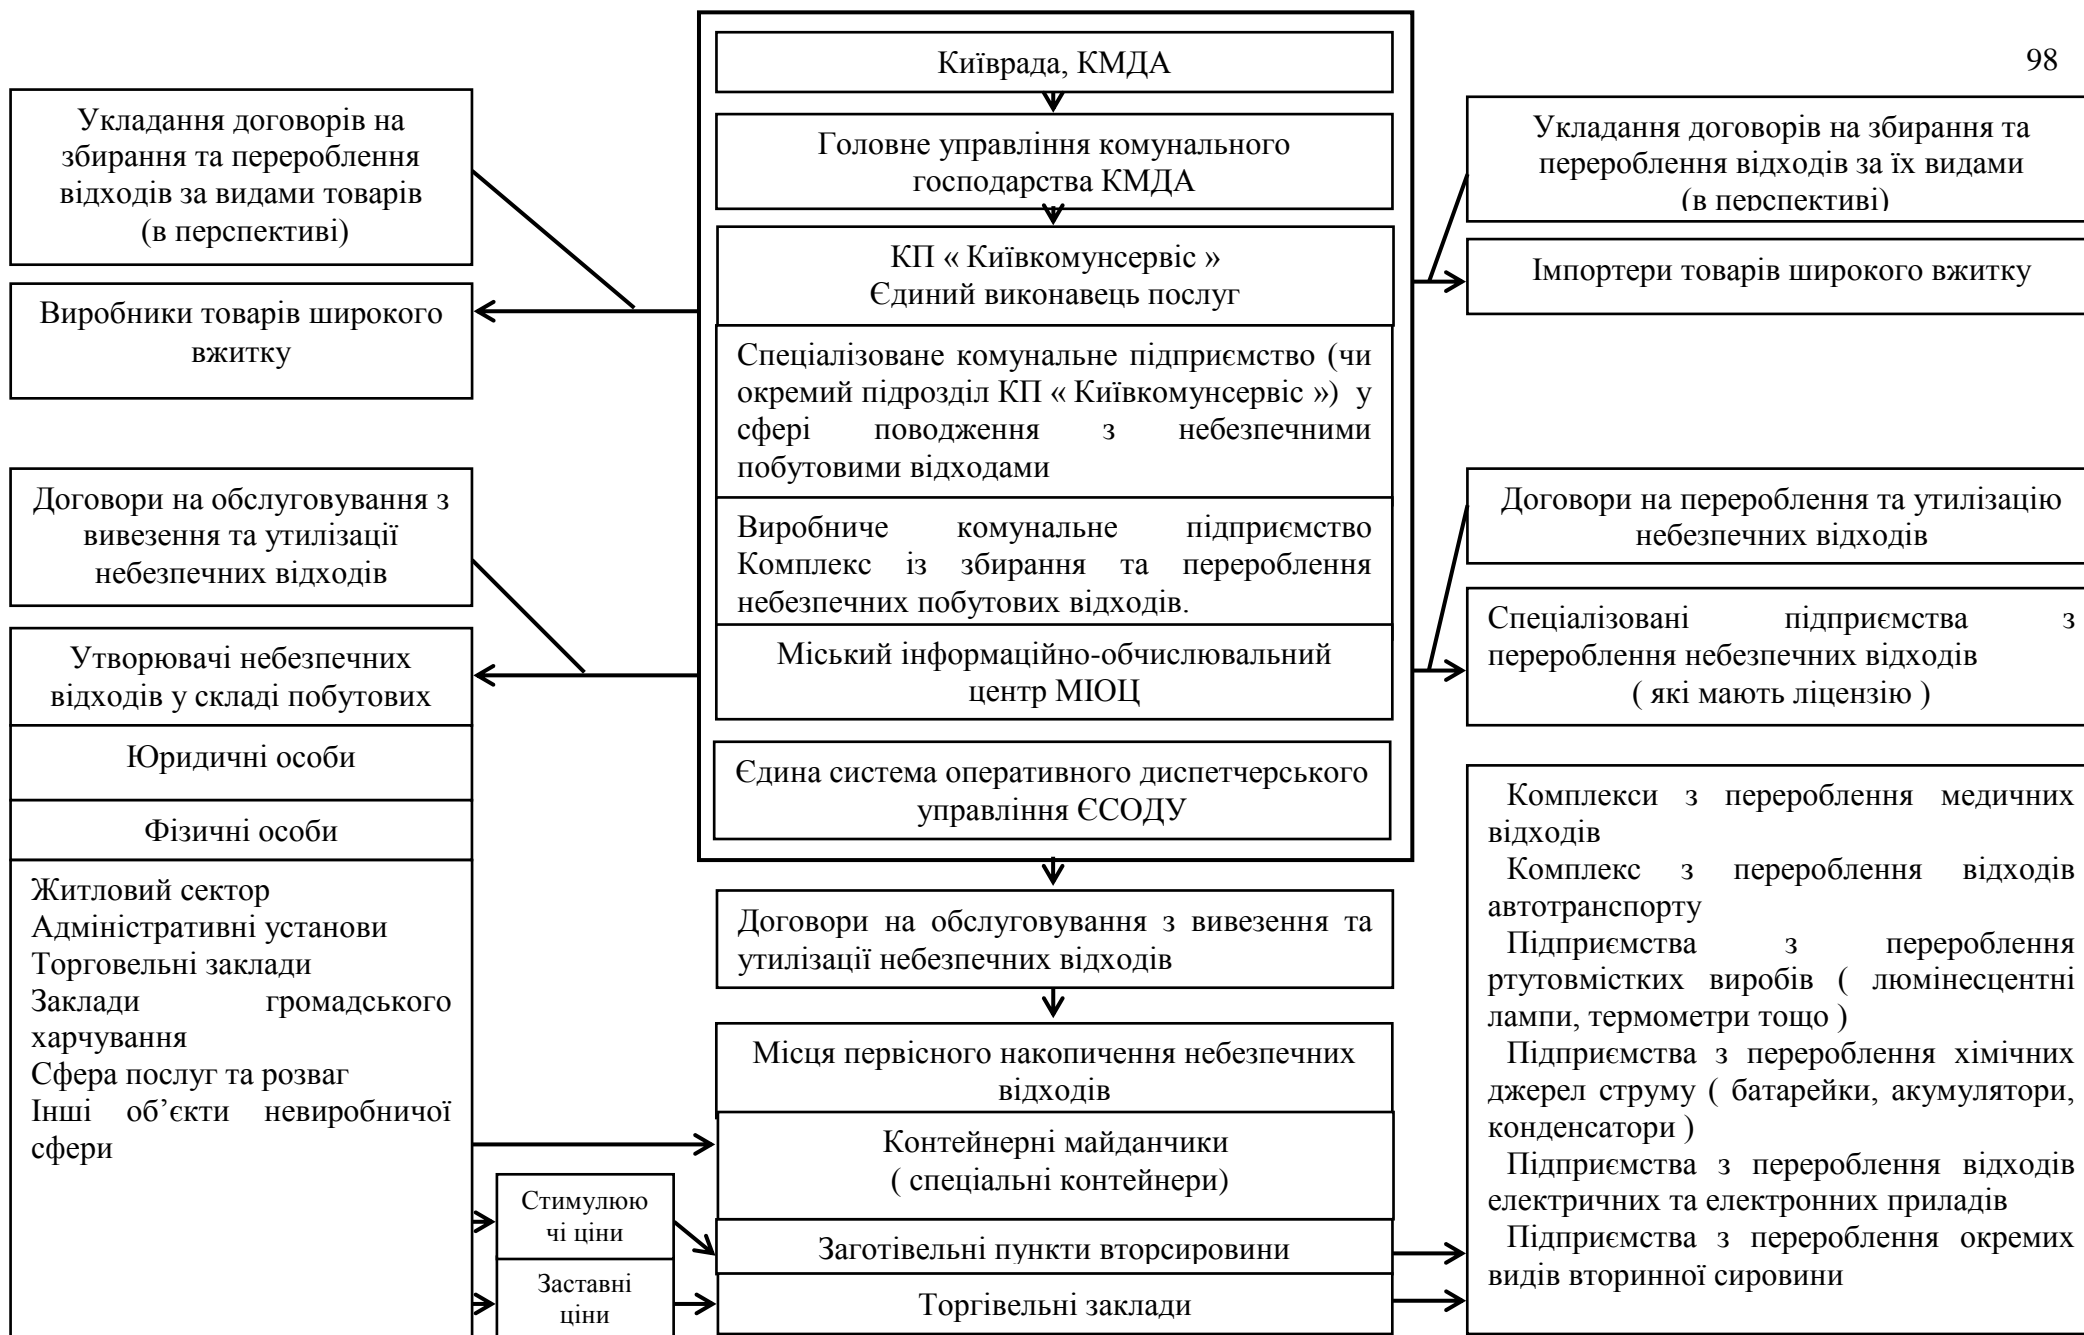 98
Київрада, КМДА
Головне управління комунального
господарства КМДА
КП « Київкомунсервіс »
Єдиний виконавець послуг
Спеціалізоване комунальне підприємство (чи
окремий підрозділ КП « Київкомунсервіс ») у
сфері поводження з небезпечними
побутовими відходами
Виробниче комунальне підприємство
Комплекс із збирання та перероблення
небезпечних побутових відходів.
Міський інформаційно-обчислювальний
центр МІОЦ
Єдина система оперативного диспетчерського
управління ЄСОДУ
Укладання договорів на
збирання та перероблення
відходів за видами товарів
(в перспективі)
Виробники товарів широкого
вжитку
Договори на обслуговування з
вивезення та утилізації
небезпечних відходів
Утворювачі небезпечних
відходів у складі побутових
Юридичні особи
Фізичні особи
Житловий сектор
Адміністративні установи
Торговельні заклади
Заклади громадського
харчування
Сфера послуг та розваг
Інші об’єкти невиробничої
сфери
Стимулюю
чі ціни
Заставні
ціни
Договори на обслуговування з вивезення та
утилізації небезпечних відходів
Місця первісного накопичення небезпечних
відходів
Контейнерні майданчики
( спеціальні контейнери)
Заготівельні пункти вторсировини
Торгівельні заклади
Укладання договорів на збирання та
перероблення відходів за їх видами
(в перспективі)
Імпортери товарів широкого вжитку
Договори на перероблення та утилізацію
небезпечних відходів
Спеціалізовані підприємства з
перероблення небезпечних відходів
( які мають ліцензію )
Комплекси з перероблення медичних
відходів
Комплекс з перероблення відходів
автотранспорту
Підприємства з перероблення
ртутовмістких виробів ( люмінесцентні
лампи, термометри тощо )
Підприємства з перероблення хімічних
джерел струму ( батарейки, акумулятори,
конденсатори )
Підприємства з перероблення відходів
електричних та електронних приладів
Підприємства з перероблення окремих
видів вторинної сировини